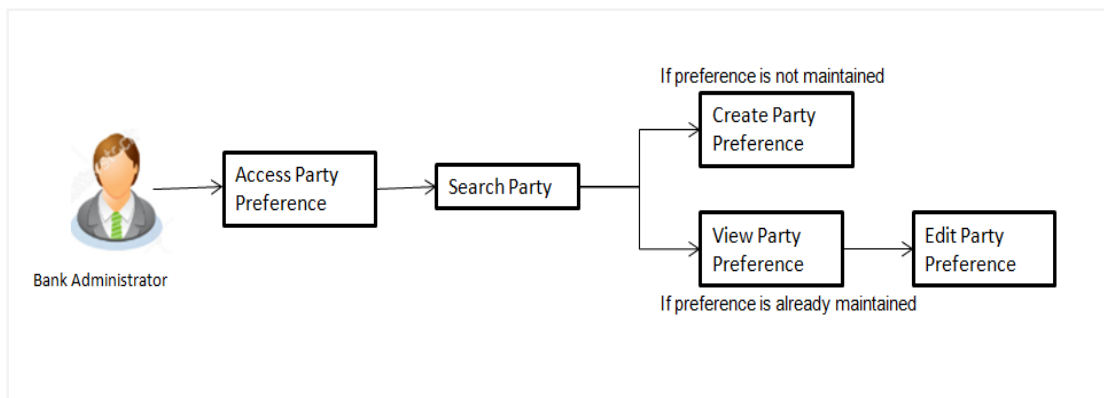 If preference is not maintained
Create Party
Preference
Access Party
Preference
Search Party
View Party
Preference
Edit Party
Preference
Bank Administrator
If preference is already maintained